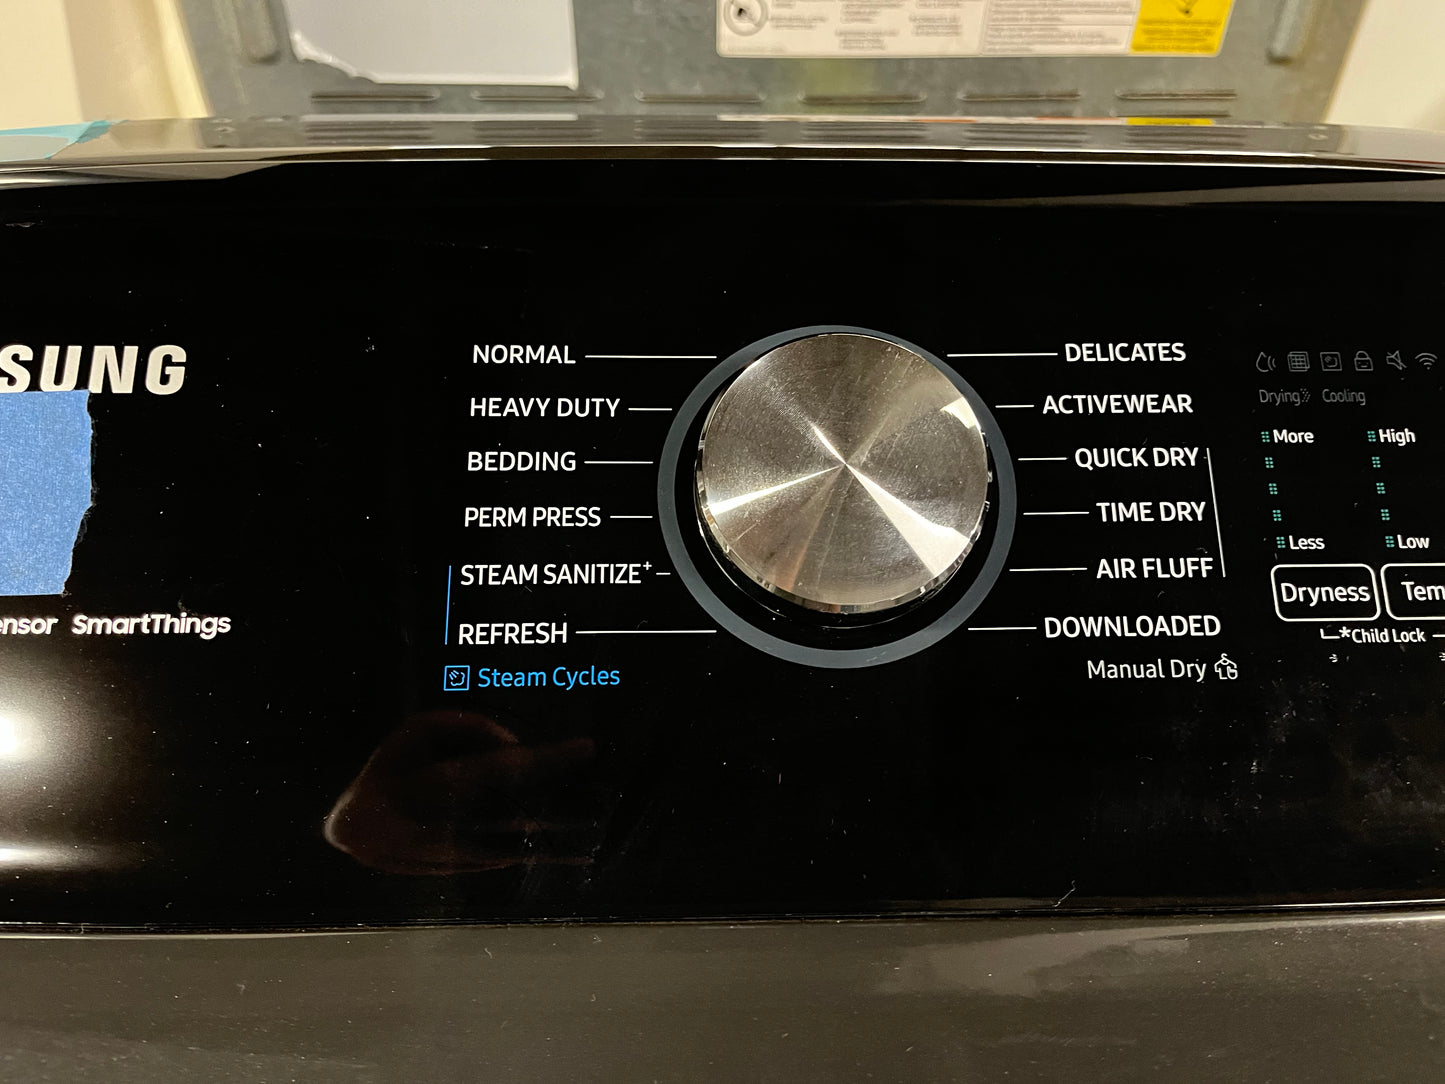 SUNG
SmartThings
NORMAL
HEAVY DUTY
BEDDING
PERM PRESS
STEAM SANITIZE+
REFRESH
Steam Cycles
DELICATES
ACTIVEWEAR
QUICK DRY
TIME DRY
AIR FLUFF
DOWNLOADED
Manual Dry
Drying Cooling
More High
Less Low
Dryness Tem
*Child Lock